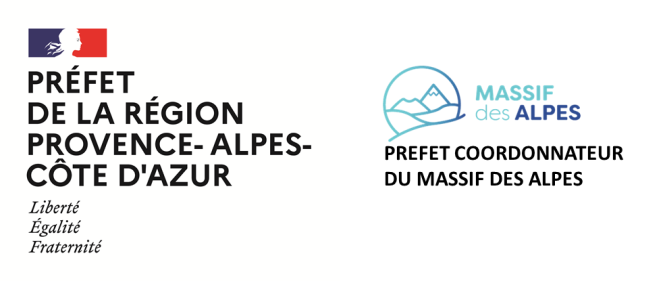 PRÉFET
DE LA RÉGION
PROVENCE- ALPES-
CÔTE D'AZUR
Liberté
Égalité
Fraternité
MASSIF
des ALPES
PREFET COORDONNATEUR
DU MASSIF DES ALPES